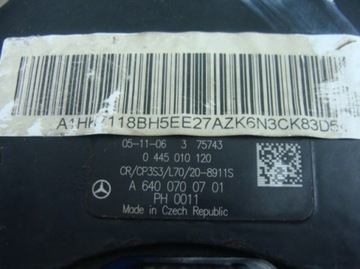 A1HK7118BH5EE27AZK6N3CK83D5
05-11-06 3 75743
0 445 010 120
CR/CP3S3/L70/20-8911S
A 640 070 07 01
PH 0011
Made in Czech Republic